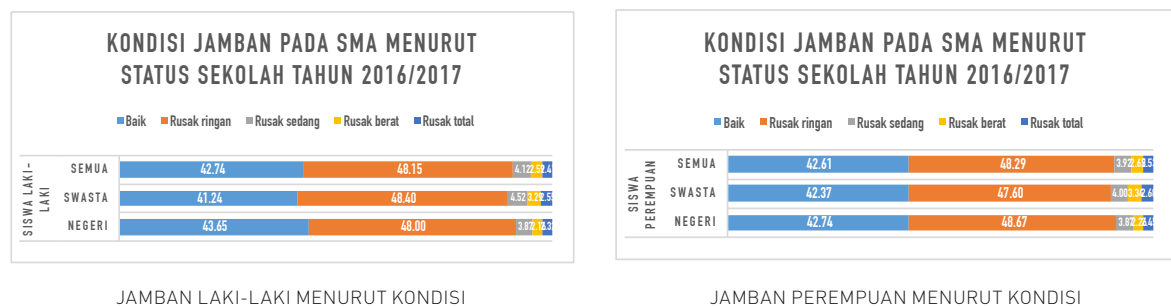 KONDISI JAMBAN PADA SMA MENURUT
STATUS SEKOLAH TAHUN 2016/2017
Baik Rusak ringan Rusak sedang Rusak berat Rusak total
SISWA LAKI-
LAKI
SEMUA 42.74 48.15 4.12
SWASTA 41.24 48.40 4.52 3.29
NEGERI 43.65 48.00 3.87
JAMBAN LAKI-LAKI MENURUT KONDISI
KONDISI JAMBAN PADA SMA MENURUT
STATUS SEKOLAH TAHUN 2016/2017
Baik Rusak ringan Rusak sedang Rusak berat Rusak total
SISWA
PEREMPUAN
SEMUA 42.61 48.29 3.92
SWASTA 42.37 47.60 4.00
NEGERI 42.74 48.67 3.87
JAMBAN PEREMPUAN MENURUT KONDISI